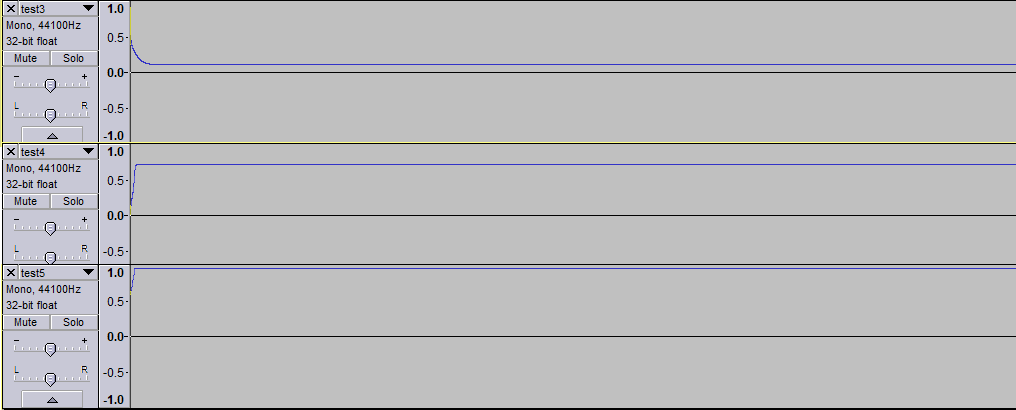 test3
Mono, 44100Hz
32-bit float
Mute Solo
- +
L R
1.0
0.5
0.0
-0.5
-1.0
test4
Mono, 44100Hz
32-bit float
Mute Solo
- +
L R
1.0
0.5
0.0
-0.5
test5
Mono, 44100Hz
32-bit float
Mute Solo
- +
L R
1.0
0.5
0.0
-0.5
-1.0